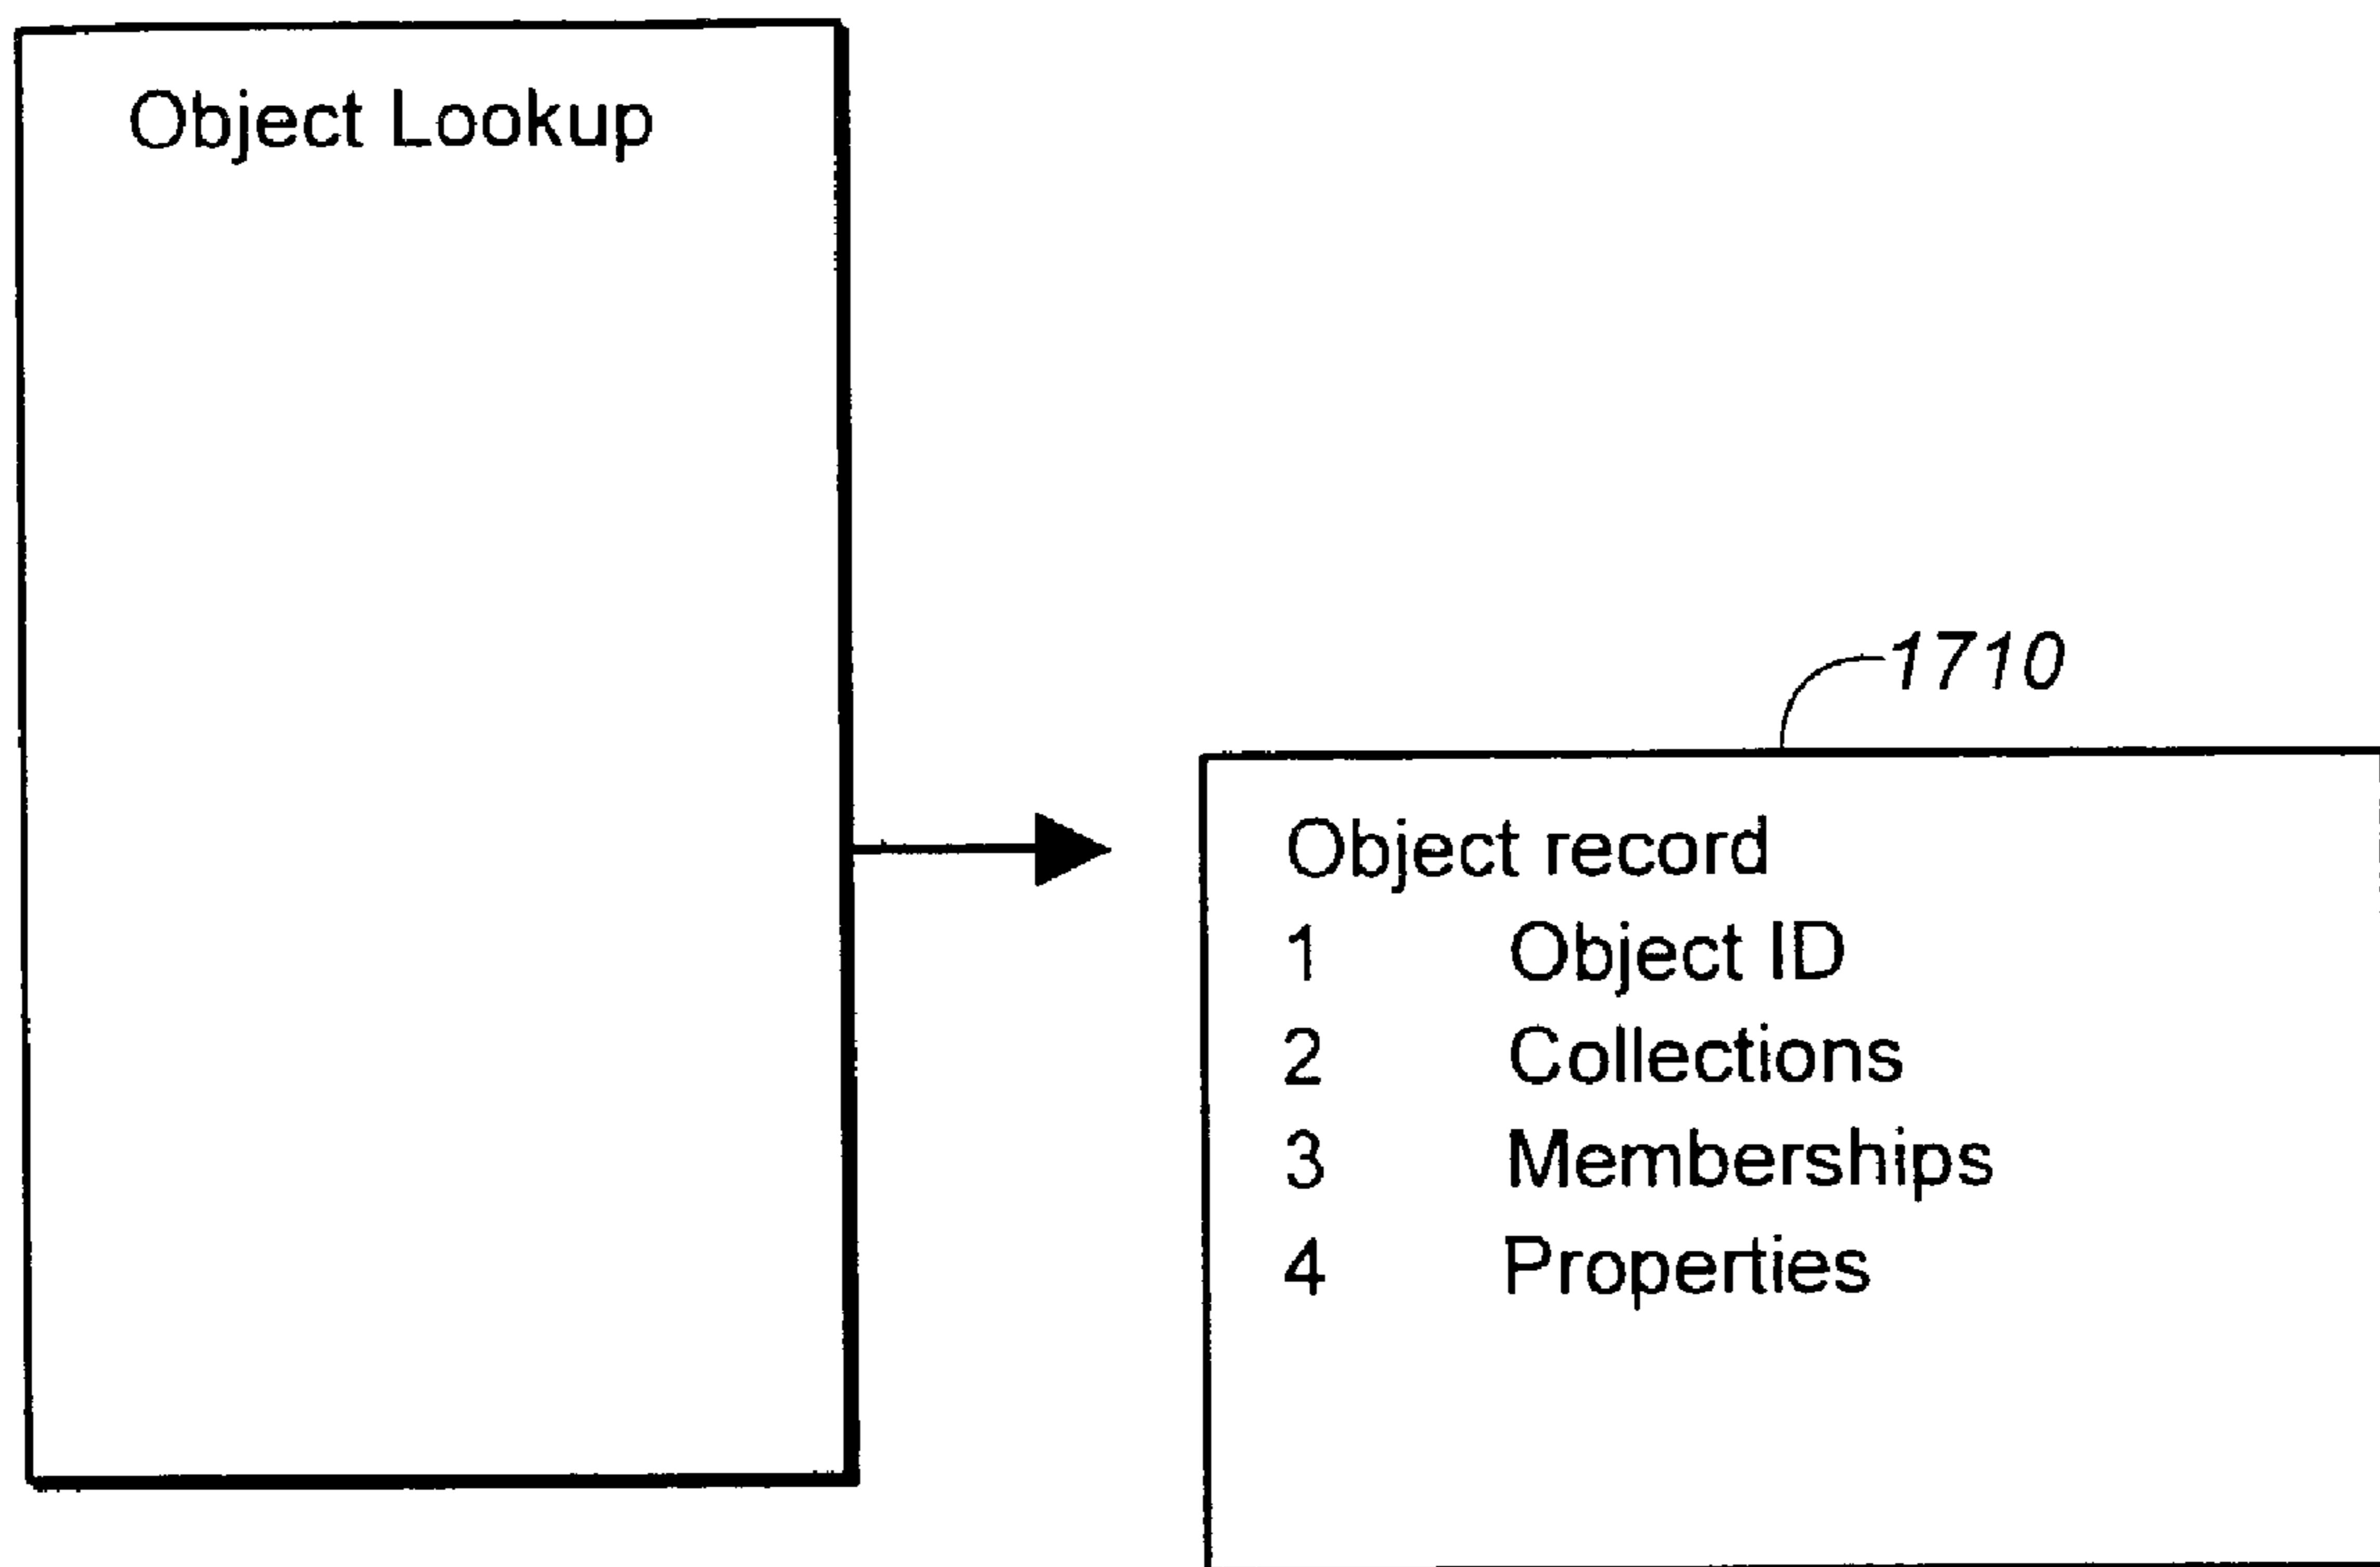 Object Lookup
1710
Object record
1 Object ID
2 Collections
3 Memberships
4 Properties